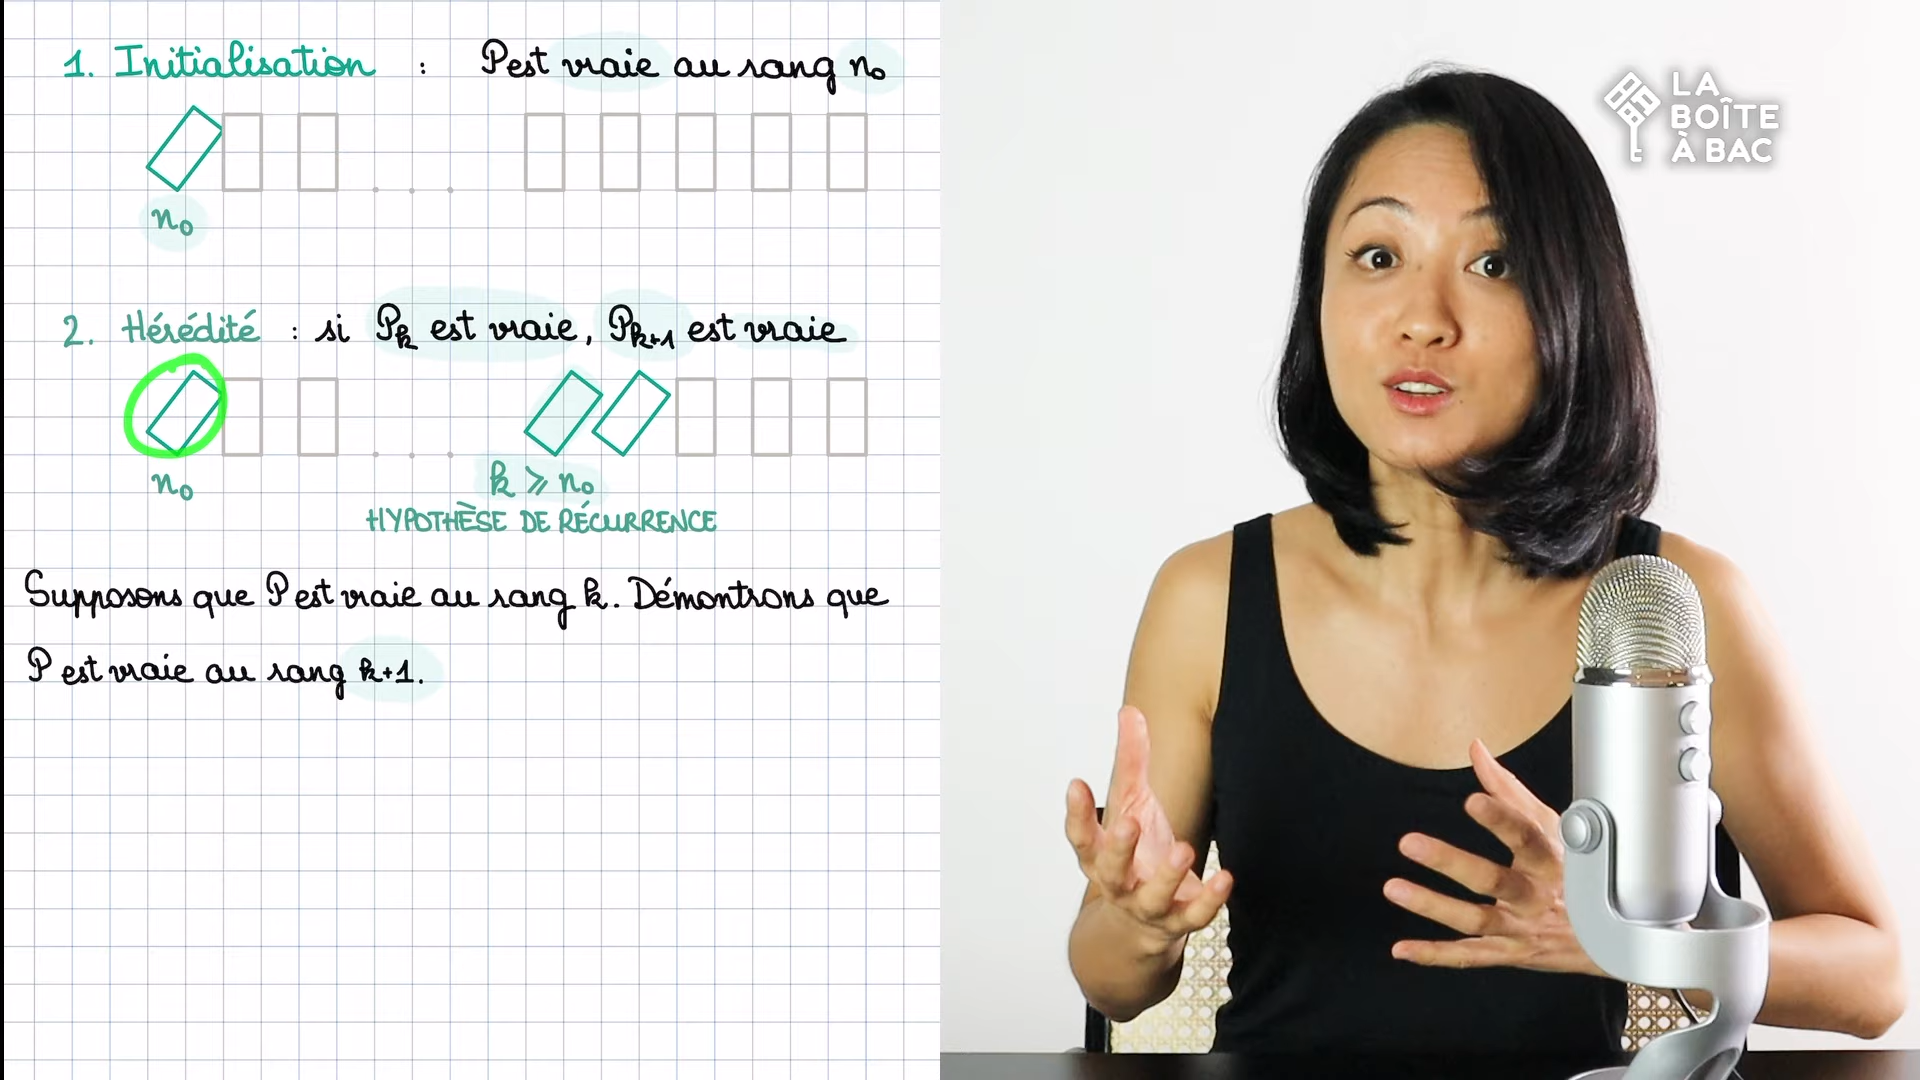 1. Initialisation : P est vraie au rang n₀
n₀
2. Hérédité : si Pₖ est vraie, Pₖ₊₁ est vraie
n₀
k ⩾ n₀
HYPOTHÈSE DE RÉCURRENCE
Supposons que P est vraie au rang k. Démontrons que
P est vraie au rang k+1.
LA
BOÎTE
À BAC